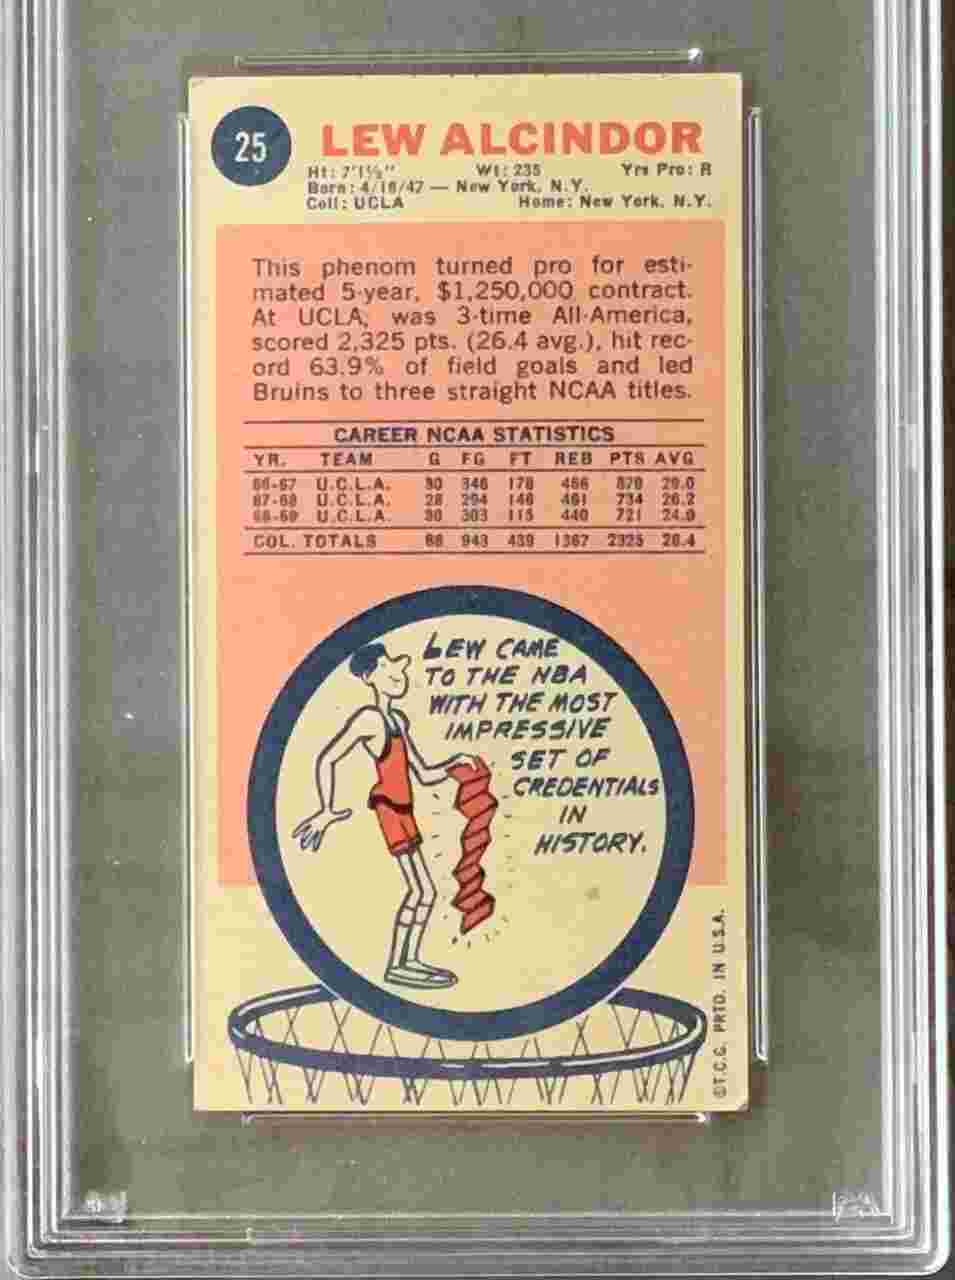 25
LEW ALCINDOR
Ht: 7'1½" Wt: 235 Yrs Pro: R
Born: 4/16/47 — New York, N.Y.
Coll: UCLA Home: New York, N.Y.
This phenom turned pro for esti-
mated 5-year, $1,250,000 contract.
At UCLA, was 3-time All-America,
scored 2,325 pts. (26.4 avg.), hit rec-
ord 63.9% of field goals and led
Bruins to three straight NCAA titles.
CAREER NCAA STATISTICS
YR. TEAM G FG FT REB PTS AVG
66-67 U.C.L.A. 30 346 178 466 870 29.0
67-68 U.C.L.A. 28 294 146 461 734 26.2
68-69 U.C.L.A. 30 303 115 440 721 24.0
COL. TOTALS 88 943 439 1367 2325 26.4
LEW CAME
TO THE NBA
WITH THE MOST
IMPRESSIVE
SET OF
CREDENTIALS
IN
HISTORY.
©T.C.G. PRTD. IN U.S.A.